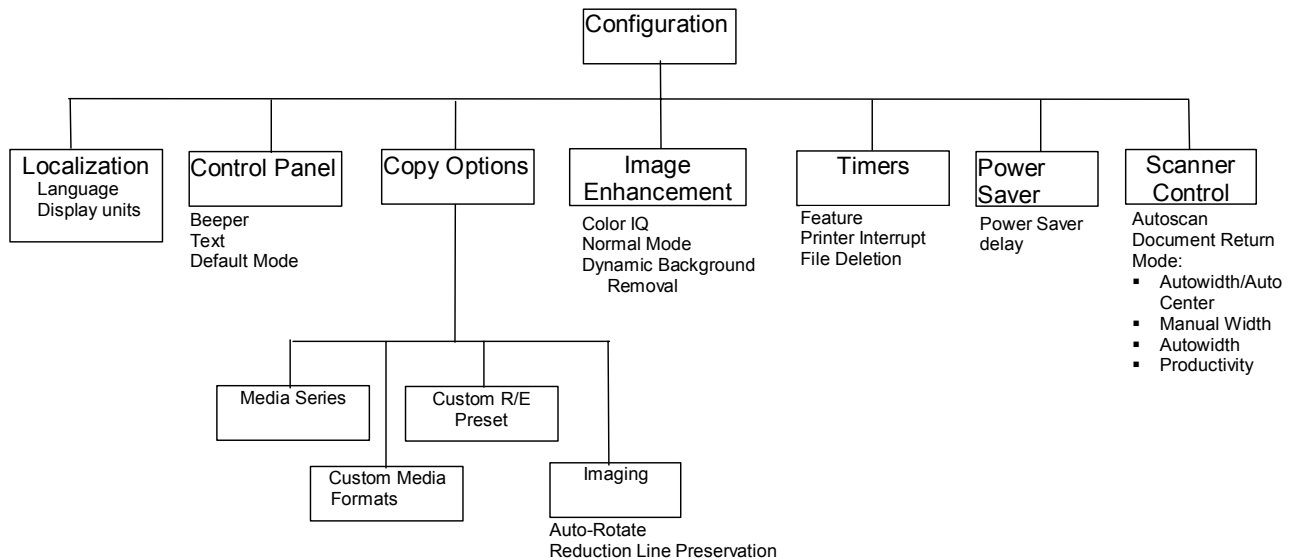 Configuration
Localization
Language
Display units
Control Panel
Beeper
Text
Default Mode
Copy Options
Image
Enhancement
Color IQ
Normal Mode
Dynamic Background
Removal
Timers
Feature
Printer Interrupt
File Deletion
Power
Saver
Power Saver
delay
Scanner
Control
Autoscan
Document Return
Mode:
▪ Autowidth/Auto
Center
▪ Manual Width
▪ Autowidth
▪ Productivity
Media Series
Custom R/E
Preset
Custom Media
Formats
Imaging
Auto-Rotate
Reduction Line Preservation